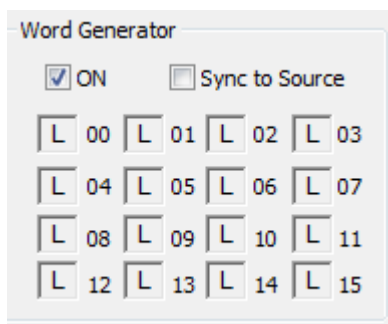 Word Generator
ON Sync to Source
L 00 L 01 L 02 L 03
L 04 L 05 L 06 L 07
L 08 L 09 L 10 L 11
L 12 L 13 L 14 L 15